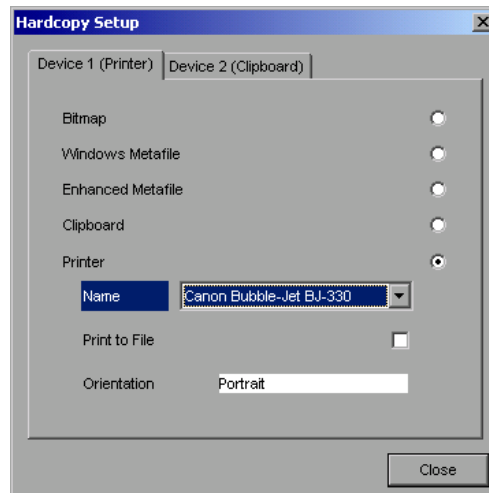 Hardcopy Setup
Device 1 (Printer) Device 2 (Clipboard)
Bitmap
Windows Metafile
Enhanced Metafile
Clipboard
Printer
Name Canon Bubble-Jet BJ-330
Print to File
Orientation Portrait
Close